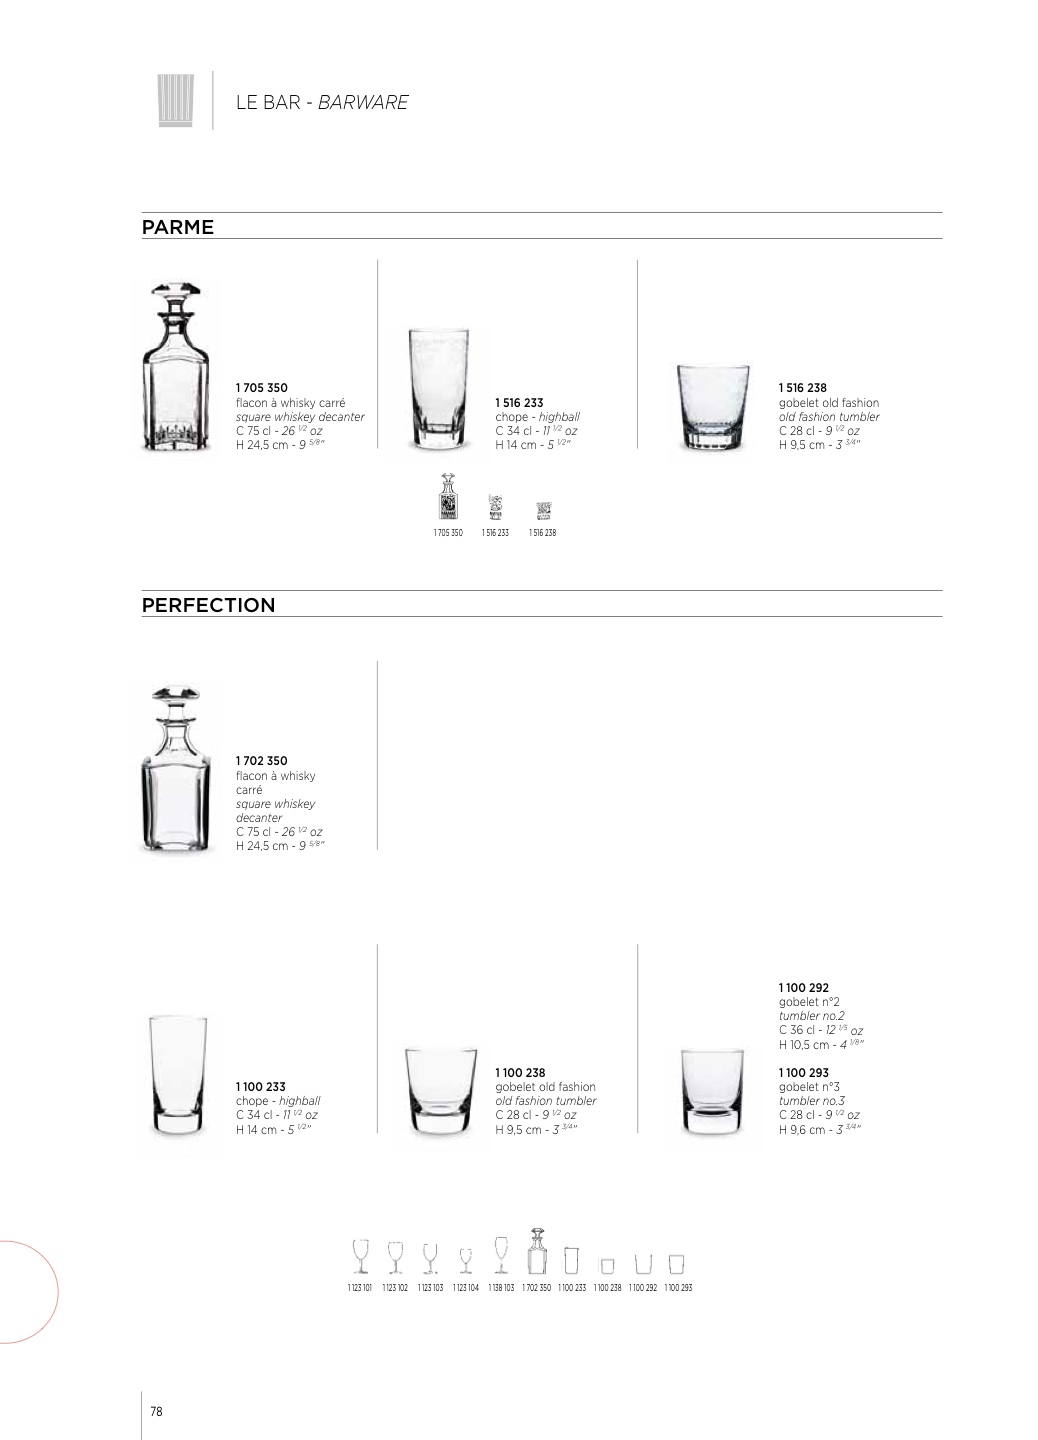 LE BAR - BARWARE
PARME
1 705 350
flacon à whisky carré
square whiskey decanter
C 75 cl - 26 1/2 oz
H 24,5 cm - 9 5/8"
1 516 233
chope - highball
C 34 cl - 11 1/2 oz
H 14 cm - 5 1/2"
1 516 238
gobelet old fashion
old fashion tumbler
C 28 cl - 9 1/2 oz
H 9,5 cm - 3 3/4"
1 705 350 1 516 233 1 516 238
PERFECTION
1 702 350
flacon à whisky
carré
square whiskey
decanter
C 75 cl - 26 1/2 oz
H 24,5 cm - 9 5/8"
1 100 233
chope - highball
C 34 cl - 11 1/2 oz
H 14 cm - 5 1/2"
1 100 238
gobelet old fashion
old fashion tumbler
C 28 cl - 9 1/2 oz
H 9,5 cm - 3 3/4"
1 100 292
gobelet n°2
tumbler no.2
C 36 cl - 12 1/5 oz
H 10,5 cm - 4 1/8"
1 100 293
gobelet n°3
tumbler no.3
C 28 cl - 9 1/2 oz
H 9,6 cm - 3 3/4"
1 123 101 1 123 102 1 123 103 1 123 104 1 138 103 1 702 350 1 100 233 1 100 238 1 100 292 1 100 293
78